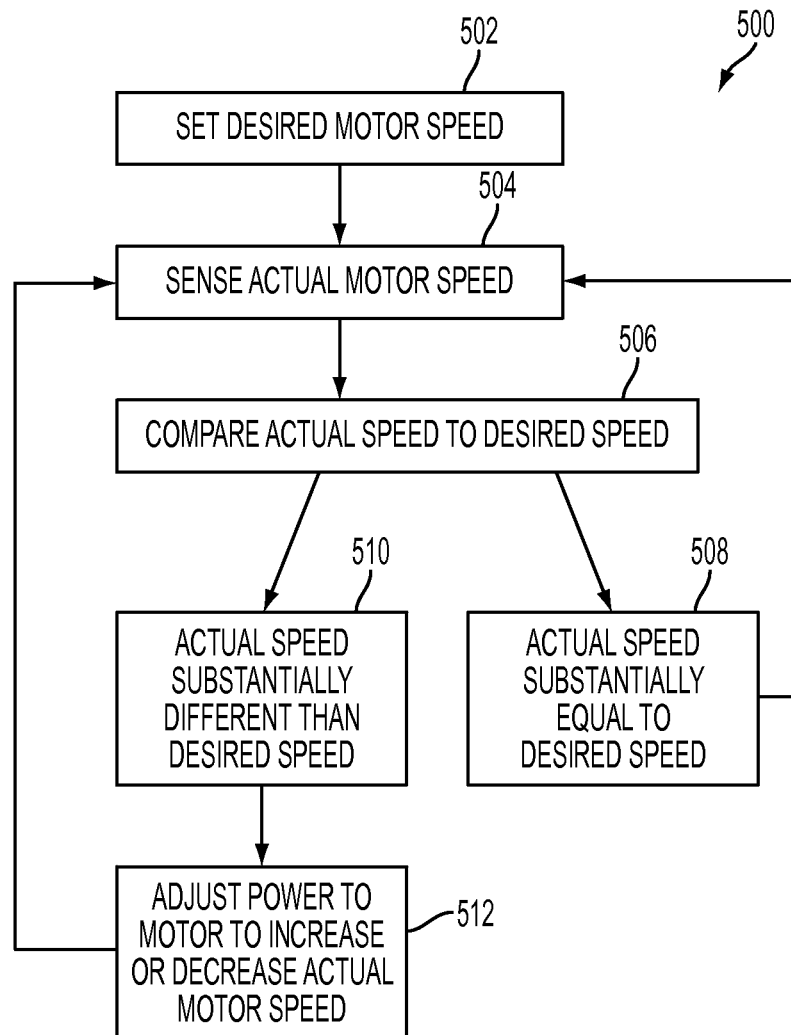 500
502
SET DESIRED MOTOR SPEED
504
SENSE ACTUAL MOTOR SPEED
506
COMPARE ACTUAL SPEED TO DESIRED SPEED
510
ACTUAL SPEED
SUBSTANTIALLY
DIFFERENT THAN
DESIRED SPEED
508
ACTUAL SPEED
SUBSTANTIALLY
EQUAL TO
DESIRED SPEED
ADJUST POWER TO
MOTOR TO INCREASE
OR DECREASE ACTUAL
MOTOR SPEED
512